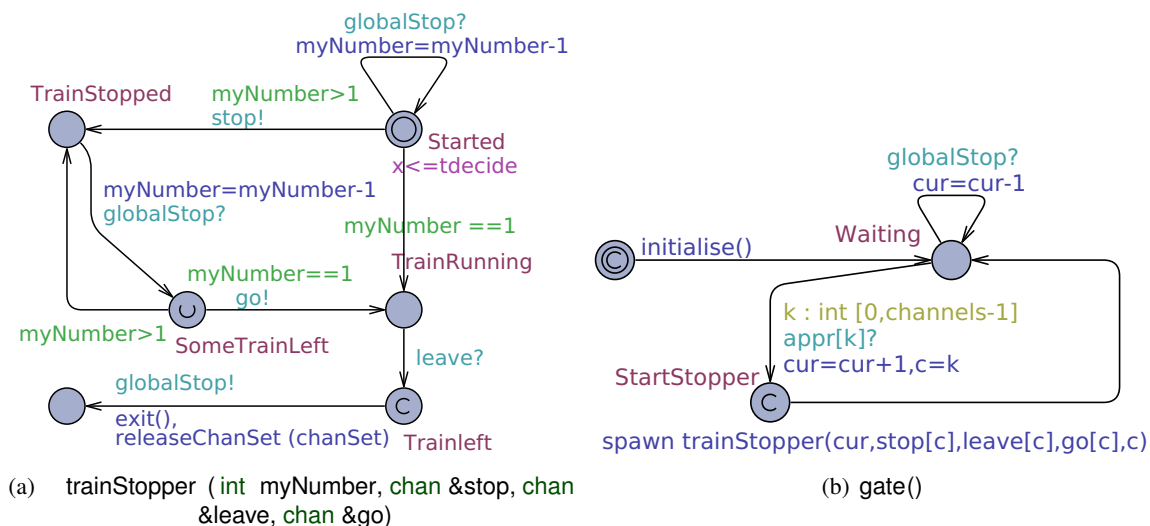 globalStop?
myNumber=myNumber-1
TrainStopped
myNumber>1
stop!
Started
x<=tdecide
myNumber=myNumber-1
globalStop?
myNumber ==1
TrainRunning
myNumber==1
go!
myNumber>1
SomeTrainLeft
leave?
globalStop!
C
exit(),
releaseChanSet (chanSet)
Trainleft
(a) trainStopper ( int myNumber, chan &stop, chan
&leave, chan &go)
globalStop?
cur=cur-1
Waiting
C
initialise()
k : int [0,channels-1]
appr[k]?
cur=cur+1,c=k
StartStopper
C
spawn trainStopper(cur,stop[c],leave[c],go[c],c)
(b) gate()